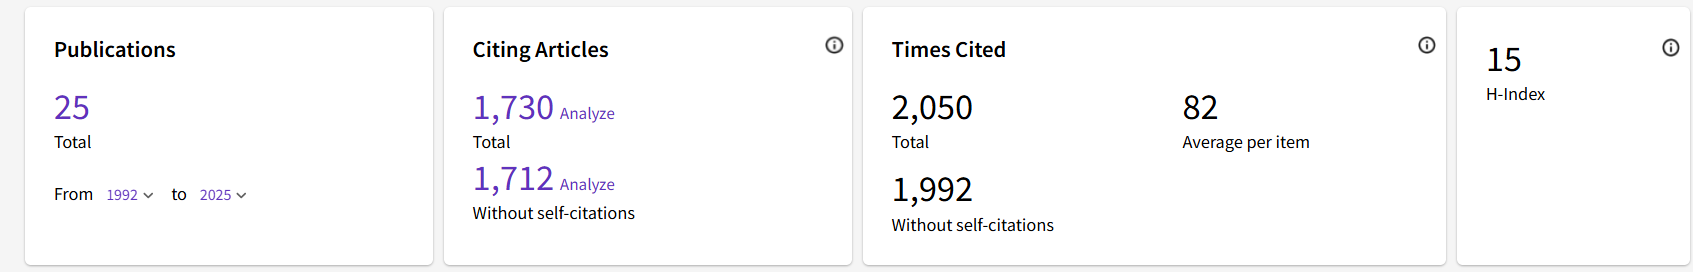 Publications
25
Total
From 1992 to 2025
Citing Articles
1,730 Analyze
Total
1,712 Analyze
Without self-citations
Times Cited
2,050
Total
82
Average per item
1,992
Without self-citations
15
H-Index